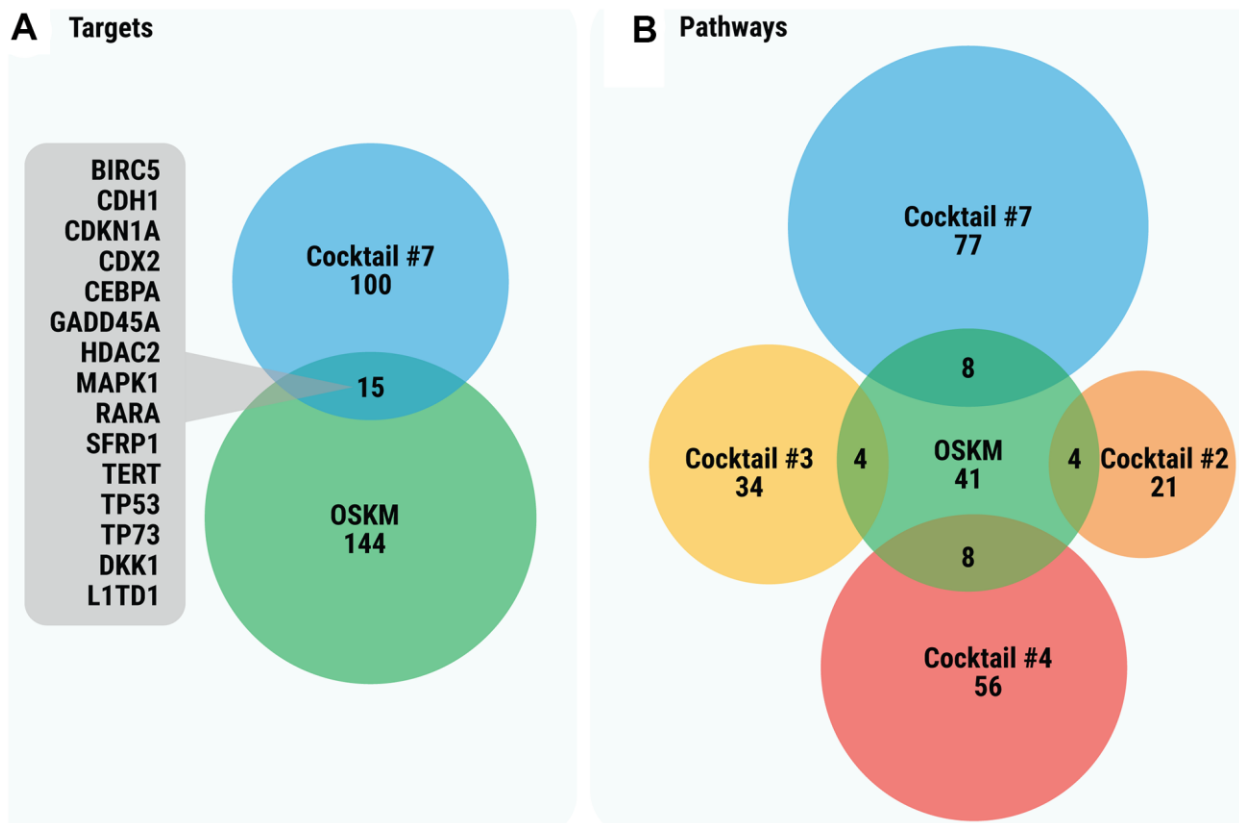 A Targets
BIRC5
CDH1
CDKN1A
CDX2
CEBPA
GADD45A
HDAC2
MAPK1
RARA
SFRP1
TERT
TP53
TP73
DKK1
L1TD1
Cocktail #7
100
15
OSKM
144
B Pathways
Cocktail #7
77
8
Cocktail #3
34
4
OSKM
41
4
Cocktail #2
21
8
Cocktail #4
56